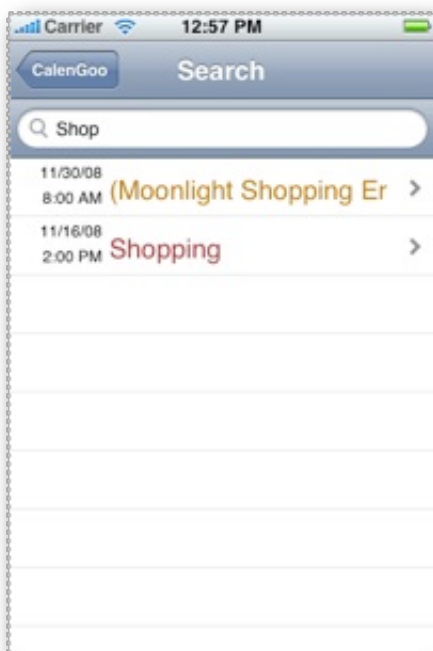 Carrier 12:57 PM
CalenGoo Search
Shop
11/30/08
8:00 AM (Moonlight Shopping Er
11/16/08
2:00 PM Shopping